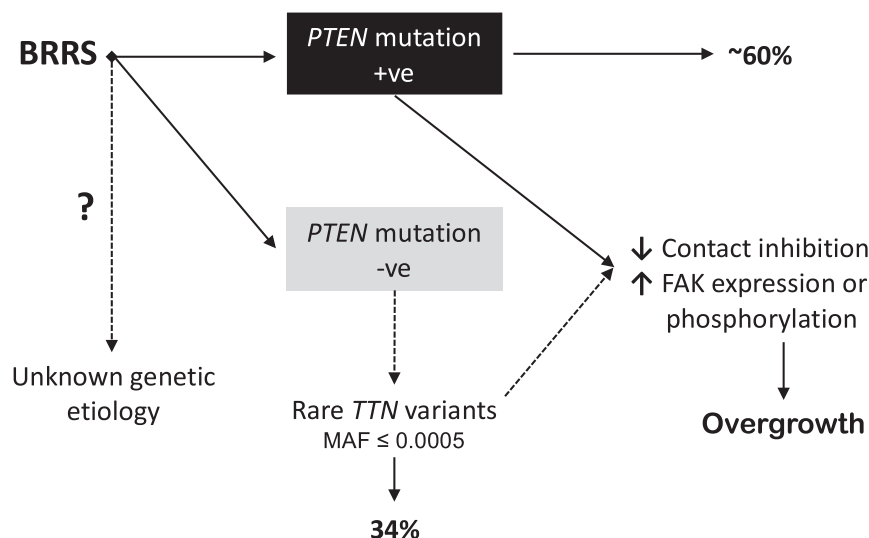 BRRS
PTEN mutation
+ve
~60%
?
PTEN mutation
-ve
↓ Contact inhibition
↑ FAK expression or
phosphorylation
Unknown genetic
etiology
Rare TTN variants
MAF ≤ 0.0005
Overgrowth
34%